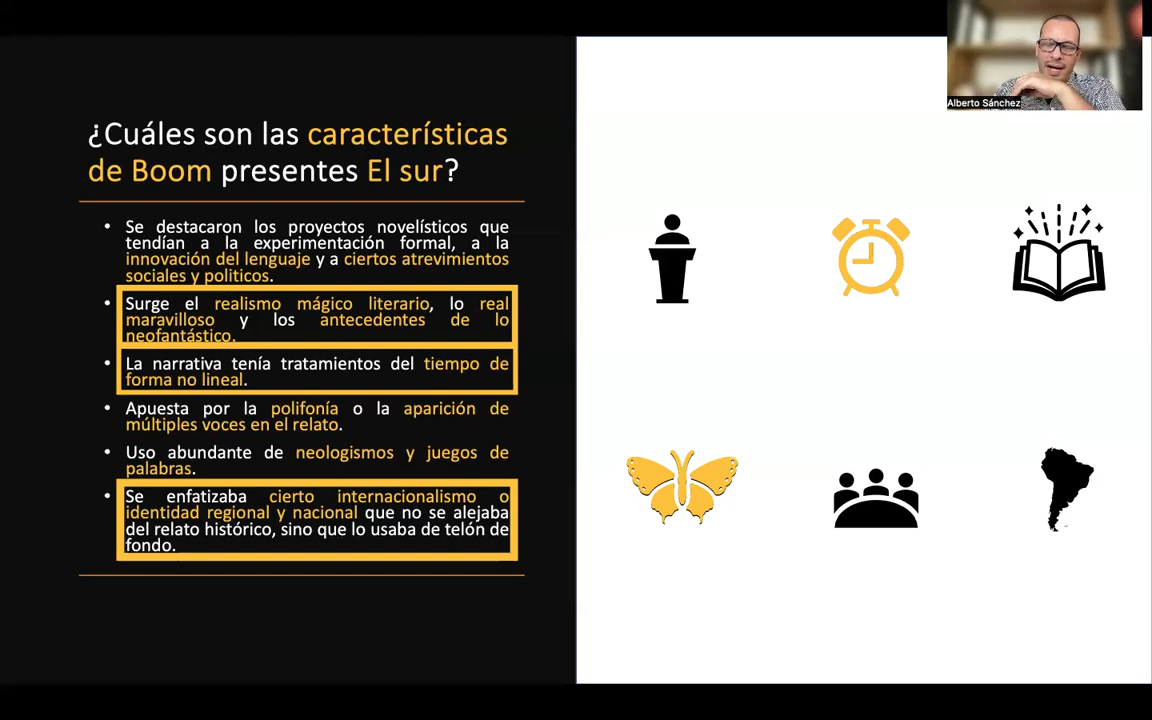 ¿Cuáles son las características
de Boom presentes El sur?
• Se destacaron los proyectos novelísticos que
tendían a la experimentación formal, a la
innovación del lenguaje y a ciertos atrevimientos
sociales y politicos.
• Surge el realismo mágico literario, lo real
maravilloso y los antecedentes de lo
neofantástico.
• La narrativa tenía tratamientos del tiempo de
forma no lineal.
• Apuesta por la polifonía o la aparición de
múltiples voces en el relato.
• Uso abundante de neologismos y juegos de
palabras.
• Se enfatizaba cierto internacionalismo o
identidad regional y nacional que no se alejaba
del relato histórico, sino que lo usaba de telón de
fondo.
Alberto Sánchez